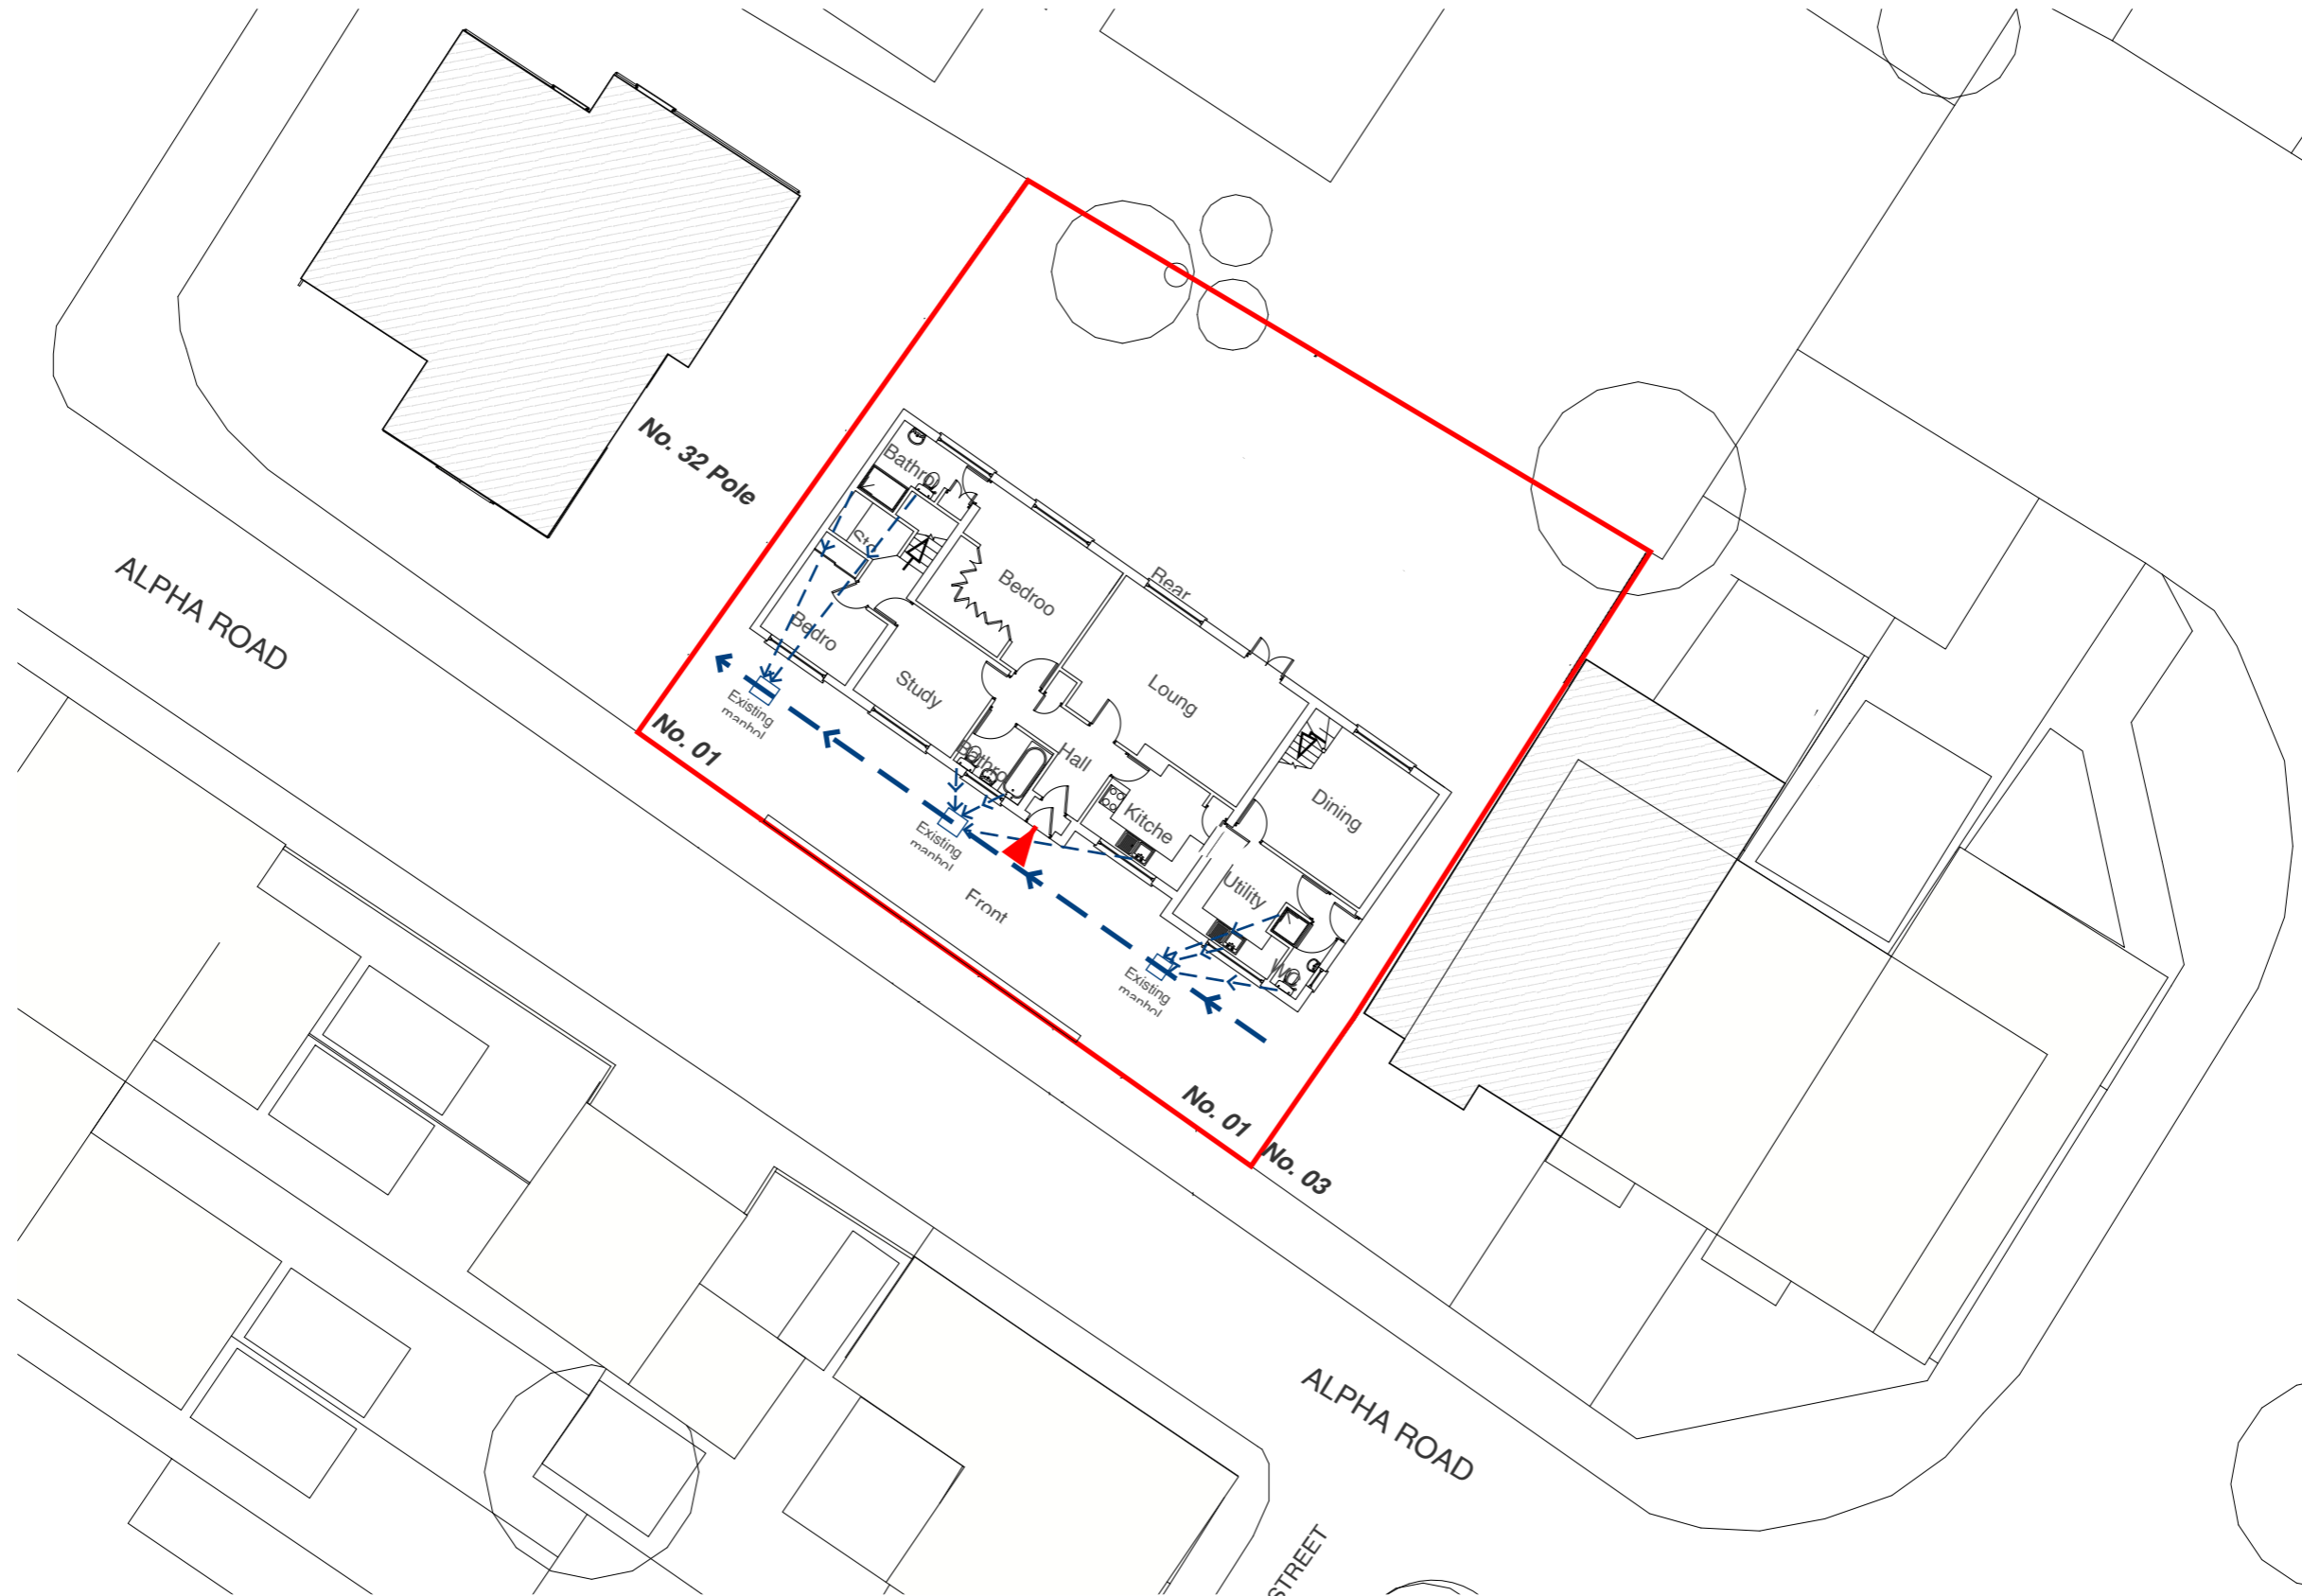 No. 32 Pole
ALPHA ROAD
Bathro
Sto
Bedroo
Rear
Bedro
Study
Loung
Existing
manhol
No. 01
Bathro
Hall
Kitche
Dining
Existing
manhol
Front
Utility
WC
Existing
manhol
No. 01
No. 03
ALPHA ROAD
STREET